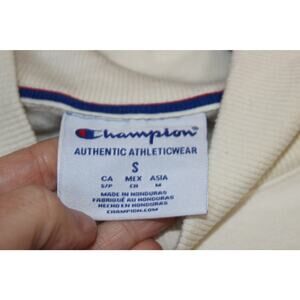 Champion
AUTHENTIC ATHLETICWEAR
S
CA MEX ASIA
S/P CH M
MADE IN HONDURAS
FABRIQUÉ AU HONDURAS
HECHO EN HONDURAS
CHAMPION.COM